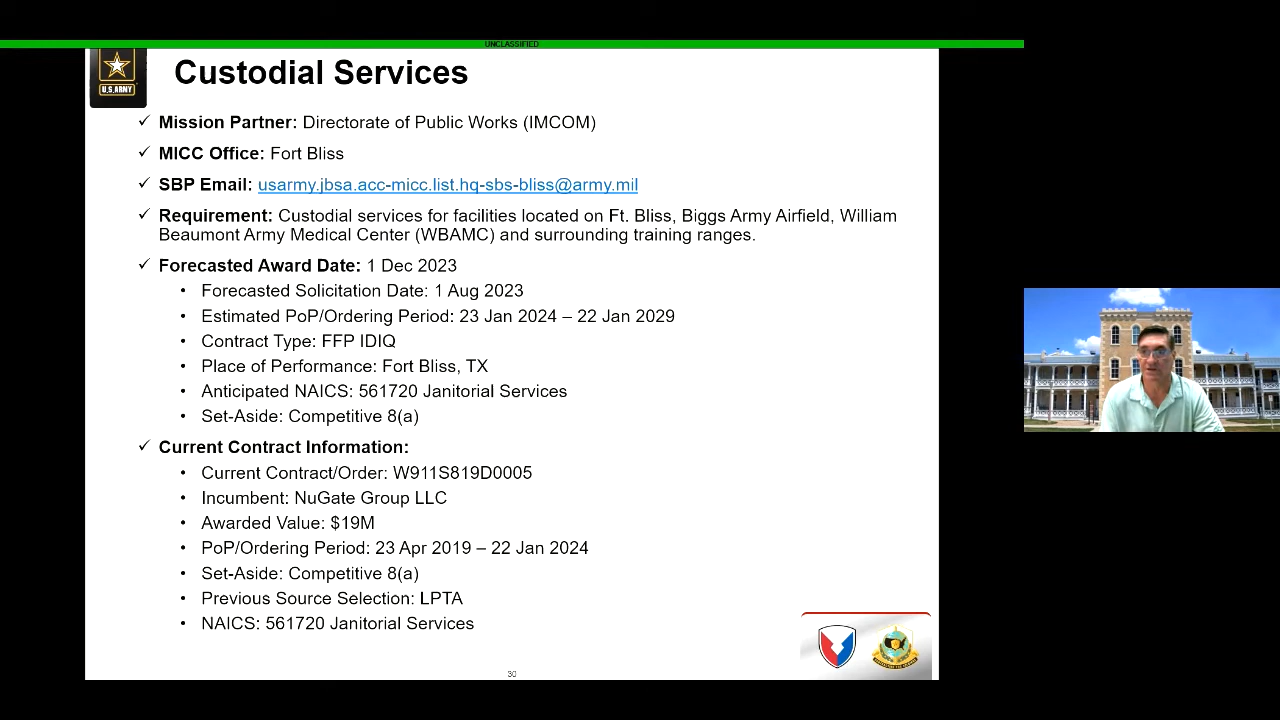 UNCLASSIFIED
U.S.ARMY
Custodial Services
✓ Mission Partner: Directorate of Public Works (IMCOM)
✓ MICC Office: Fort Bliss
✓ SBP Email: usarmy.jbsa.acc-micc.list.hq-sbs-bliss@army.mil
✓ Requirement: Custodial services for facilities located on Ft. Bliss, Biggs Army Airfield, William
Beaumont Army Medical Center (WBAMC) and surrounding training ranges.
✓ Forecasted Award Date: 1 Dec 2023
• Forecasted Solicitation Date: 1 Aug 2023
• Estimated PoP/Ordering Period: 23 Jan 2024 – 22 Jan 2029
• Contract Type: FFP IDIQ
• Place of Performance: Fort Bliss, TX
• Anticipated NAICS: 561720 Janitorial Services
• Set-Aside: Competitive 8(a)
✓ Current Contract Information:
• Current Contract/Order: W911S819D0005
• Incumbent: NuGate Group LLC
• Awarded Value: $19M
• PoP/Ordering Period: 23 Apr 2019 – 22 Jan 2024
• Set-Aside: Competitive 8(a)
• Previous Source Selection: LPTA
• NAICS: 561720 Janitorial Services
30